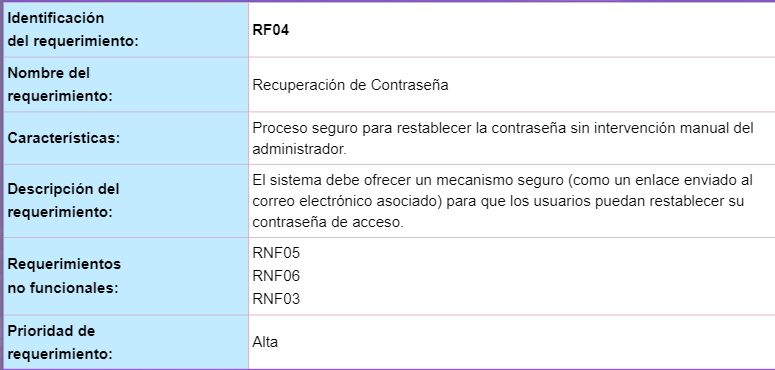 Identificación
del requerimiento:
RF04
Nombre del
requerimiento:
Recuperación de Contraseña
Características:
Proceso seguro para restablecer la contraseña sin intervención manual del
administrador.
Descripción del
requerimiento:
El sistema debe ofrecer un mecanismo seguro (como un enlace enviado al
correo electrónico asociado) para que los usuarios puedan restablecer su
contraseña de acceso.
Requerimientos
no funcionales:
RNF05
RNF06
RNF03
Prioridad de
requerimiento:
Alta